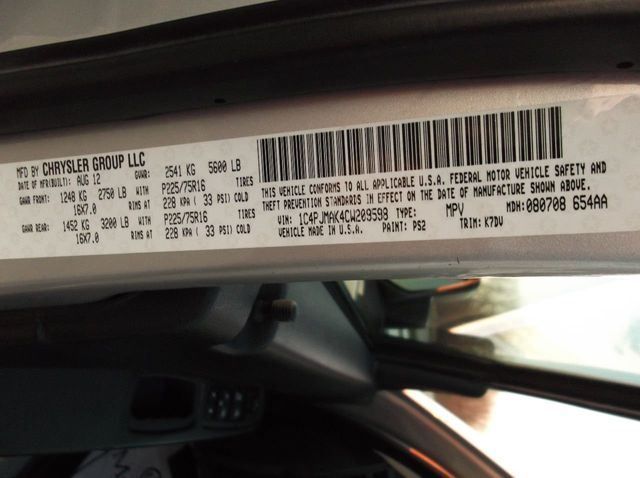 MFD BY CHRYSLER GROUP LLC
DATE OF MFR(BUILT): AUG 12 GVWR: 2541 KG 5600 LB
GAWR FRONT: 1248 KG 2750 LB WITH P225/75R16 TIRES
16X7.0 RIMS AT 228 KPA ( 33 PSI) COLD
GAWR REAR: 1452 KG 3200 LB WITH P225/75R16 TIRES
16X7.0 RIMS AT 228 KPA ( 33 PSI) COLD
THIS VEHICLE CONFORMS TO ALL APPLICABLE U.S.A. FEDERAL MOTOR VEHICLE SAFETY AND
THEFT PREVENTION STANDARDS IN EFFECT ON THE DATE OF MANUFACTURE SHOWN ABOVE.
VIN: 1C4PJMAK4CW209593 TYPE: MPV MDH: 080708 654AA
VEHICLE MADE IN U.S.A. PAINT: PS2 TRIM: K7DV